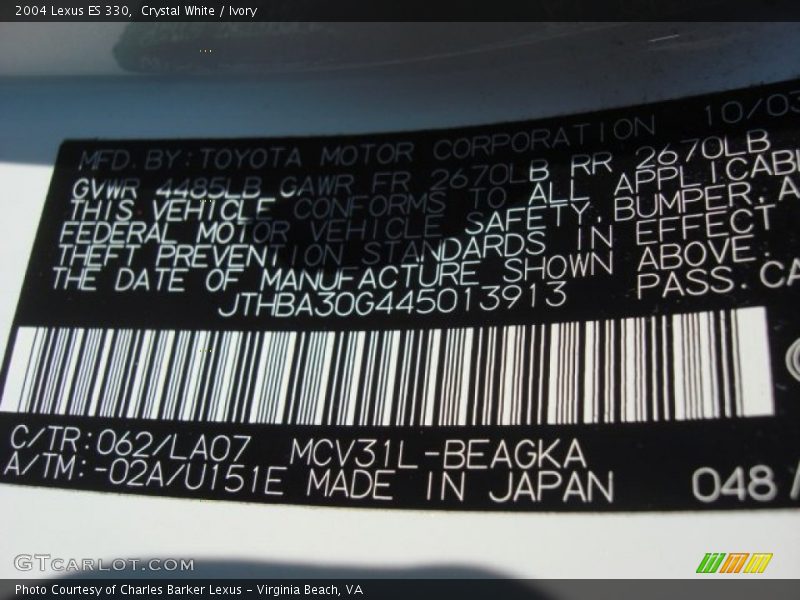 2004 Lexus ES 330, Crystal White / Ivory
MFD. BY: TOYOTA MOTOR CORPORATION 10/03
GVWR 4485LB GAWR FR 2670LB RR 2670LB
THIS VEHICLE CONFORMS TO ALL APPLICABL
FEDERAL MOTOR VEHICLE SAFETY, BUMPER, A
THEFT PREVENTION STANDARDS IN EFFECT
THE DATE OF MANUFACTURE SHOWN ABOVE.
JTHBA30G445013913 PASS. CA
C/TR: 062/LA07 MCV31L-BEAGKA
A/TM: -02A/U151E MADE IN JAPAN 048
GTCARLOT.COM
Photo Courtesy of Charles Barker Lexus - Virginia Beach, VA